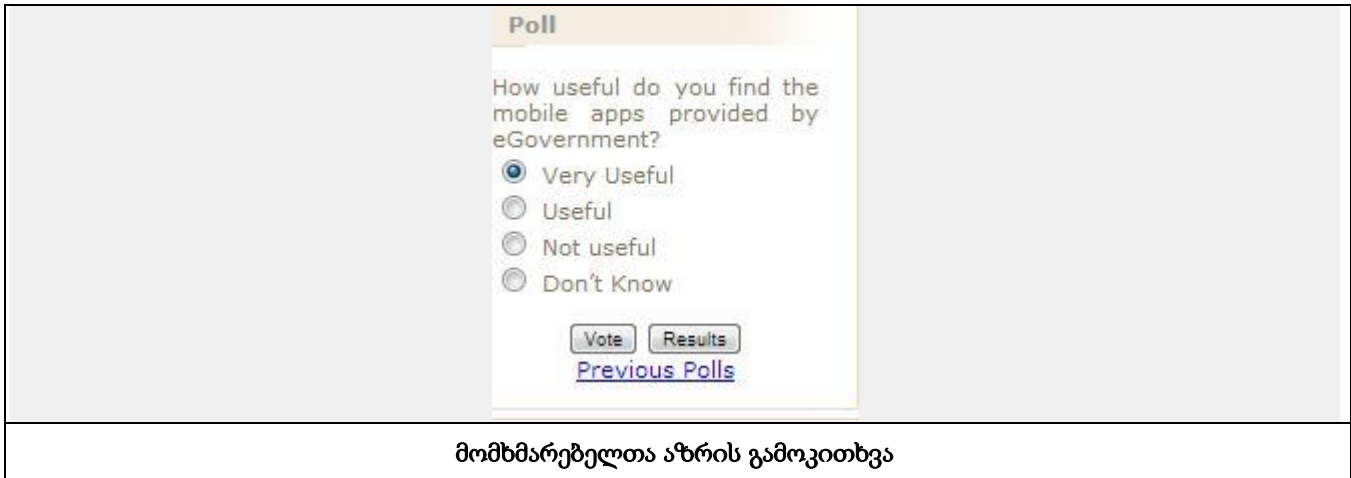 Poll
How useful do you find the
mobile apps provided by
eGovernment?
Very Useful
Useful
Not useful
Don't Know
Vote Results
Previous Polls
მომხმარებელთა აზრის გამოკითხვა